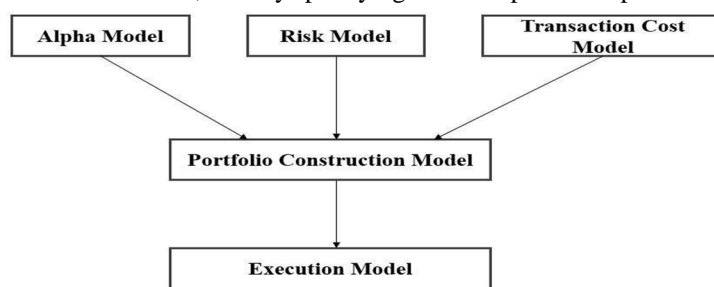 Alpha Model
Risk Model
Transaction Cost
Model
Portfolio Construction Model
Execution Model